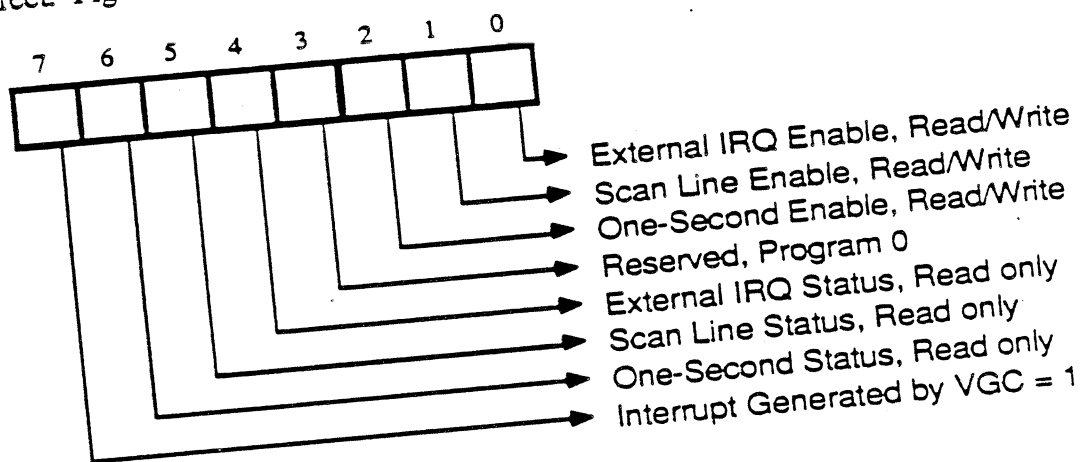 7 6 5 4 3 2 1 0
External IRQ Enable, Read/Write
Scan Line Enable, Read/Write
One-Second Enable, Read/Write
Reserved, Program 0
External IRQ Status, Read only
Scan Line Status, Read only
One-Second Status, Read only
Interrupt Generated by VGC = 1